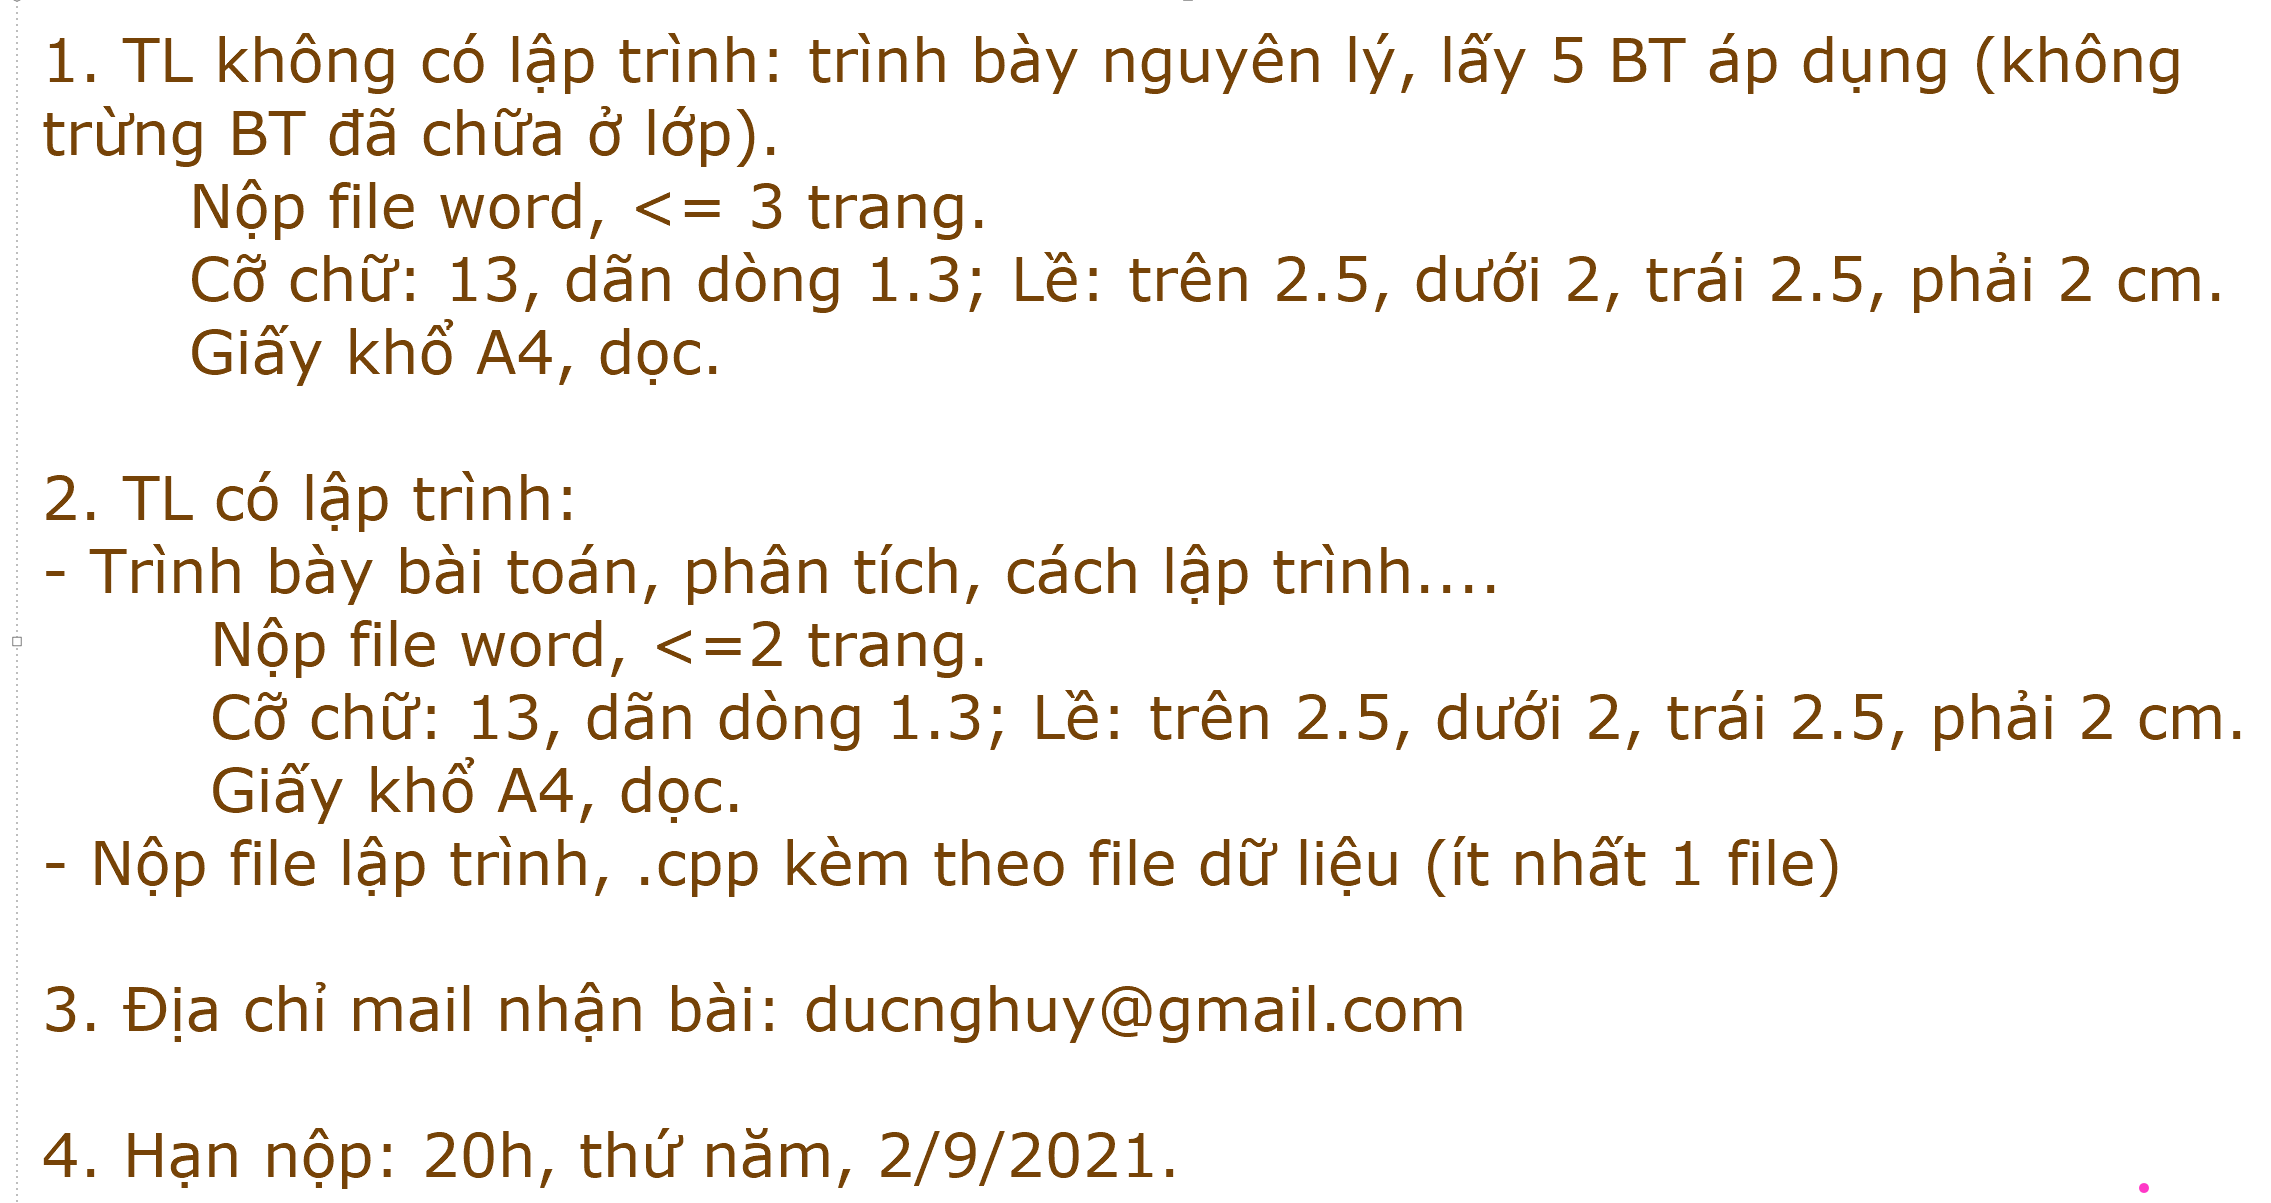 1. TL không có lập trình: trình bày nguyên lý, lấy 5 BT áp dụng (không
trừng BT đã chữa ở lớp).
Nộp file word, <= 3 trang.
Cỡ chữ: 13, dãn dòng 1.3; Lề: trên 2.5, dưới 2, trái 2.5, phải 2 cm.
Giấy khổ A4, dọc.
2. TL có lập trình:
- Trình bày bài toán, phân tích, cách lập trình....
Nộp file word, <=2 trang.
Cỡ chữ: 13, dãn dòng 1.3; Lề: trên 2.5, dưới 2, trái 2.5, phải 2 cm.
Giấy khổ A4, dọc.
- Nộp file lập trình, .cpp kèm theo file dữ liệu (ít nhất 1 file)
3. Địa chỉ mail nhận bài: ducnghuy@gmail.com
4. Hạn nộp: 20h, thứ năm, 2/9/2021.